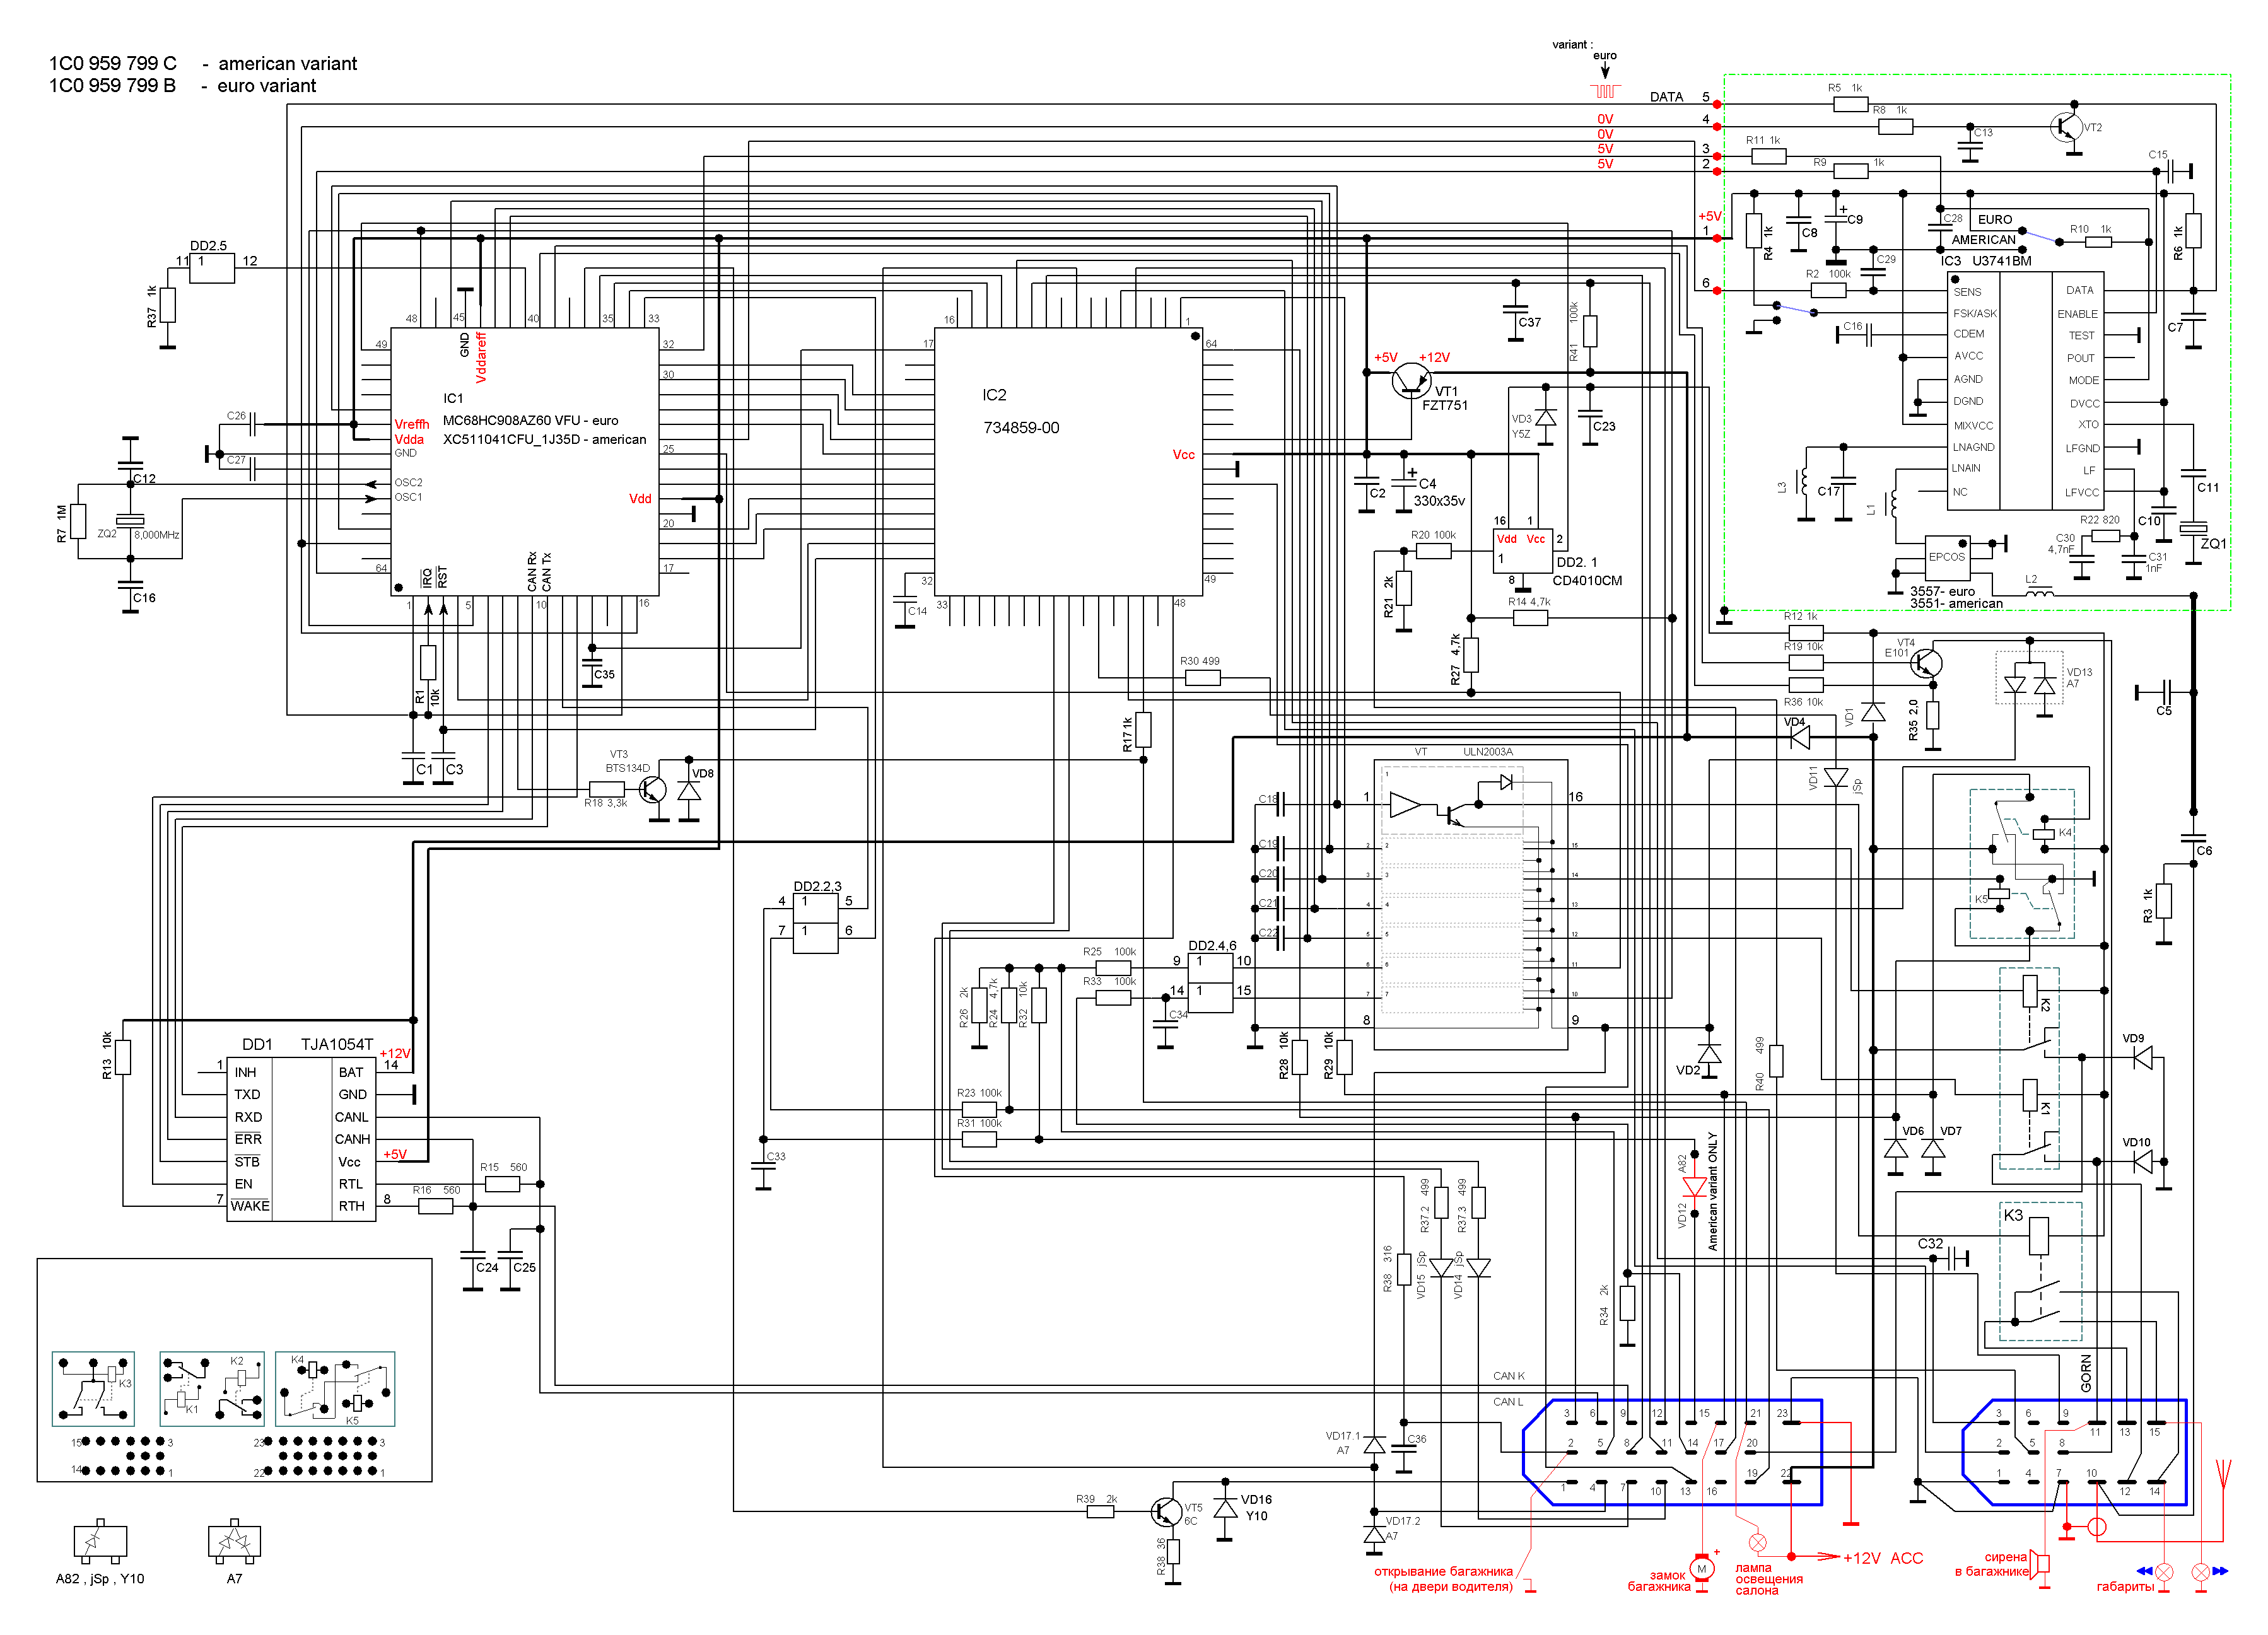 1C0 959 799 C - american variant
1C0 959 799 B - euro variant
variant :
euro
DATA 5
0V 4
0V
5V 3
5V 2
+5V
1
6
R5 1k
R8 1k
VT2
C13
R11 1k
R9 1k
C15
R4 1k
C8
+
C9
C28
EURO
AMERICAN
R10 1k
R6 1k
C29
R2 100k
IC3 U3741BM
SENS
FSK/ASK
CDEM
AVCC
AGND
DGND
MIXVCC
LNAGND
LNAIN
NC
DATA
ENABLE
TEST
POUT
MODE
DVCC
XTO
LFGND
LF
LFVCC
C16
C7
L3
C17
L1
C11
C10
R22 820
ZQ1
C30
4,7nF
C31
1nF
EPCOS
3557- euro
3551- american
L2
DD2.5
11 1 12
R37 1k
48
45
40
35
33
GND
Vddareff
49
32
30
25
20
17
64
IC1
MC68HC908AZ60 VFU - euro
XC511041CFU_1J35D - american
Vreffh
Vdda
GND
OSC2
OSC1
Vdd
IRQ
RST
CAN Rx
CAN Tx
1
5
10
16
C26
C27
C12
R7 1M
ZQ2
8,000MHz
C16
16
1
17
64
IC2
734859-00
Vcc
32
33
49
48
C14
C37
R41 100k
+5V +12V
VT1
FZT751
VD3
Y5Z
C23
C2
+
C4
330x35v
16 1
Vdd Vcc
2
1
8
DD2. 1
CD4010CM
R20 100k
R21 2k
R14 4,7k
R27 4,7k
R1
10k
C35
R30 499
R17 1k
C1
C3
VT3
BTS134D
R18 3,3k
VD8
R12 1k
R19 10k
R36 10k
VT4
E101
VD1
R35 2,0
VD13
A7
VD4
VD11
jSp
C5
C6
R3 1k
VT ULN2003A
1
1
16
2
2
15
3
3
14
4
4
13
5
5
12
6
6
11
7
7
10
8
9
C18
C19
C20
C21
C22
K4
K5
K2
K1
K3
DD2.2,3
4 1 5
7 1 6
DD2.4,6
9 1 10
14 1 15
R25 100k
R33 100k
R26 2k
R24 4,7k
R32 10k
C34
R28 10k
R29 10k
VD2
R40 499
R23 100k
R31 100k
C33
VD6
VD7
VD9
VD10
R13 10k
DD1 TJA1054T
+12V
1
14
INH
TXD
RXD
ERR
STB
EN
WAKE
7
BAT
GND
CANL
CANH
Vcc
RTL
RTH
8
+5V
R15 560
R16 560
C24
C25
A82
VD12
American variant ONLY
R37.2 499
R37.3 499
R38 316
VD15 jSp
VD14 jSp
R34 2k
C32
GORN
CAN K
CAN L
VD17.1
A7
C36
VD17.2
A7
R39 2k
VT5
6C
R38 36
VD16
Y10
3 6 9 12 15 21 23
2 5 8 11 14 17 20
1 4 7 10 13 16 19 22
3 6 9 11 13 15
2 5 8
1 4 7 10 12 14
K3
K1
K2
K4
K5
15 3
14 1
23 3
22 1
A82 , jSp , Y10
A7
открывание багажника
(на двери водителя)
замок
багажника
M
+
лампа
освещения
салона
+12V ACC
сирена
в багажнике
габариты